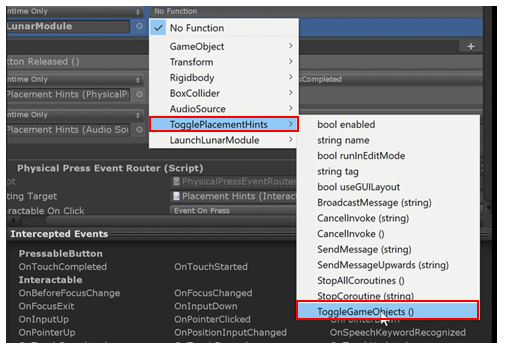 ntime Only
No Function
LunarModule
No Function
GameObject
Transform
Rigidbody
BoxCollider
AudioSource
TogglePlacementHints
LaunchLunarModule
tton Released ()
ntime Only
sCompleted
Placement Hints (PhysicalP
ntime Only
Placement Hints (Audio Sou
bool enabled
string name
bool runInEditMode
string tag
bool useGUILayout
BroadcastMessage (string)
CancelInvoke (string)
CancelInvoke ()
SendMessage (string)
SendMessageUpwards (string)
StopAllCoroutines ()
StopCoroutine (string)
ToggleGameObjects ()
Physical Press Event Router (Script)
PhysicalPressEventRouter
ting Target
Placement Hints (Interac
eractable On Click
Event On Press
Intercepted Events
PressableButton
OnTouchCompleted
OnTouchStarted
Interactable
OnBeforeFocusChange
OnFocusChanged
OnFocusExit
OnInputDown
OnInputUp
OnPointerClicked
OnPointerUp
OnPositionInputChanged
OnSpeechKeywordRecognized